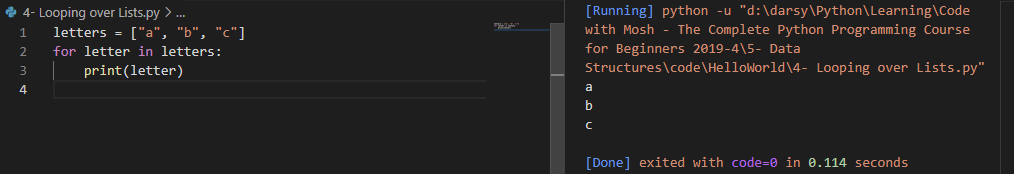 4- Looping over Lists.py > ...
1 letters = ["a", "b", "c"]
2 for letter in letters:
3     print(letter)
4
[Running] python -u "d:\darsy\Python\Learning\Code
with Mosh - The Complete Python Programming Course
for Beginners 2019-4\5- Data
Structures\code\HelloWorld\4- Looping over Lists.py"
a
b
c
[Done] exited with code=0 in 0.114 seconds